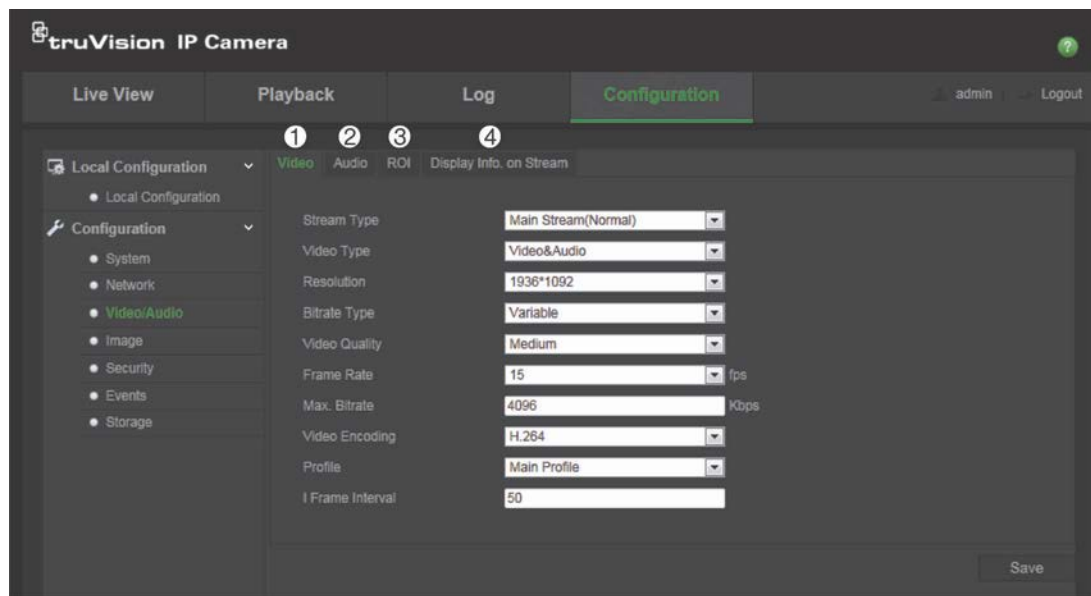 truVision IP Camera
?
Live View Playback Log Configuration admin Logout
1 2 3 4
Video Audio ROI Display Info. on Stream
Local Configuration
Local Configuration
Configuration
System
Network
Video/Audio
Image
Security
Events
Storage
Stream Type Main Stream(Normal)
Video Type Video&Audio
Resolution 1936*1092
Bitrate Type Variable
Video Quality Medium
Frame Rate 15 fps
Max. Bitrate 4096 Kbps
Video Encoding H.264
Profile Main Profile
I Frame Interval 50
Save